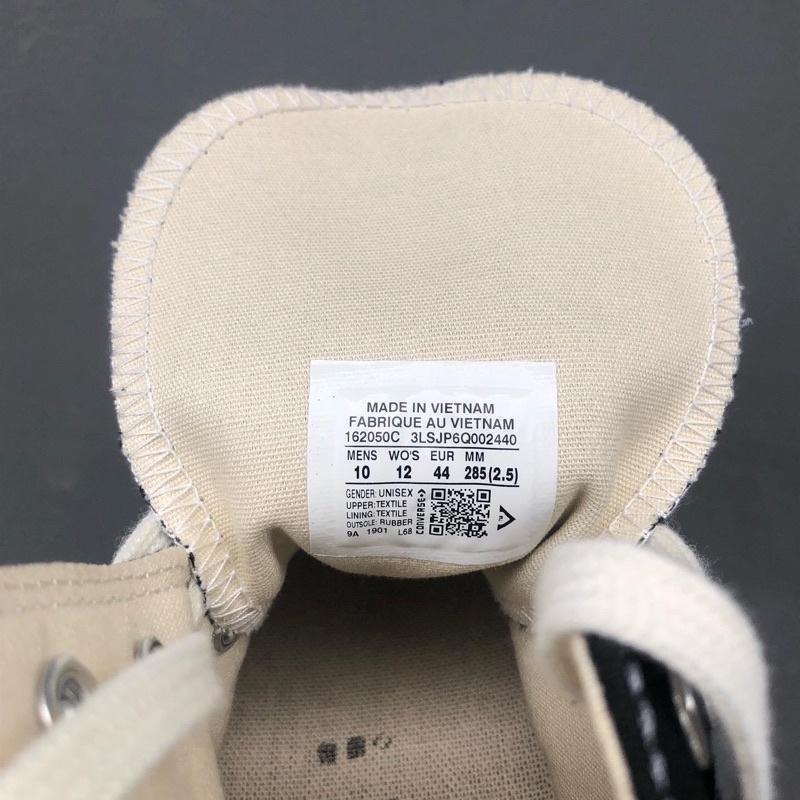 MADE IN VIETNAM
FABRIQUE AU VIETNAM
162050C 3LSJP6Q002440
MENS WO'S EUR MM
10 12 44 285(2.5)
GENDER: UNISEX
UPPER: TEXTILE
LINING: TEXTILE
OUTSOLE: RUBBER
9A 1901 L68
CONVERSE
P